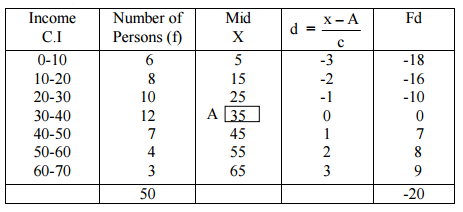 Income Number of Mid d = x – A / c Fd
C.I Persons (f) X
0-10 6 5 -3 -18
10-20 8 15 -2 -16
20-30 10 25 -1 -10
30-40 12 A 35 0 0
40-50 7 45 1 7
50-60 4 55 2 8
60-70 3 65 3 9
50 -20